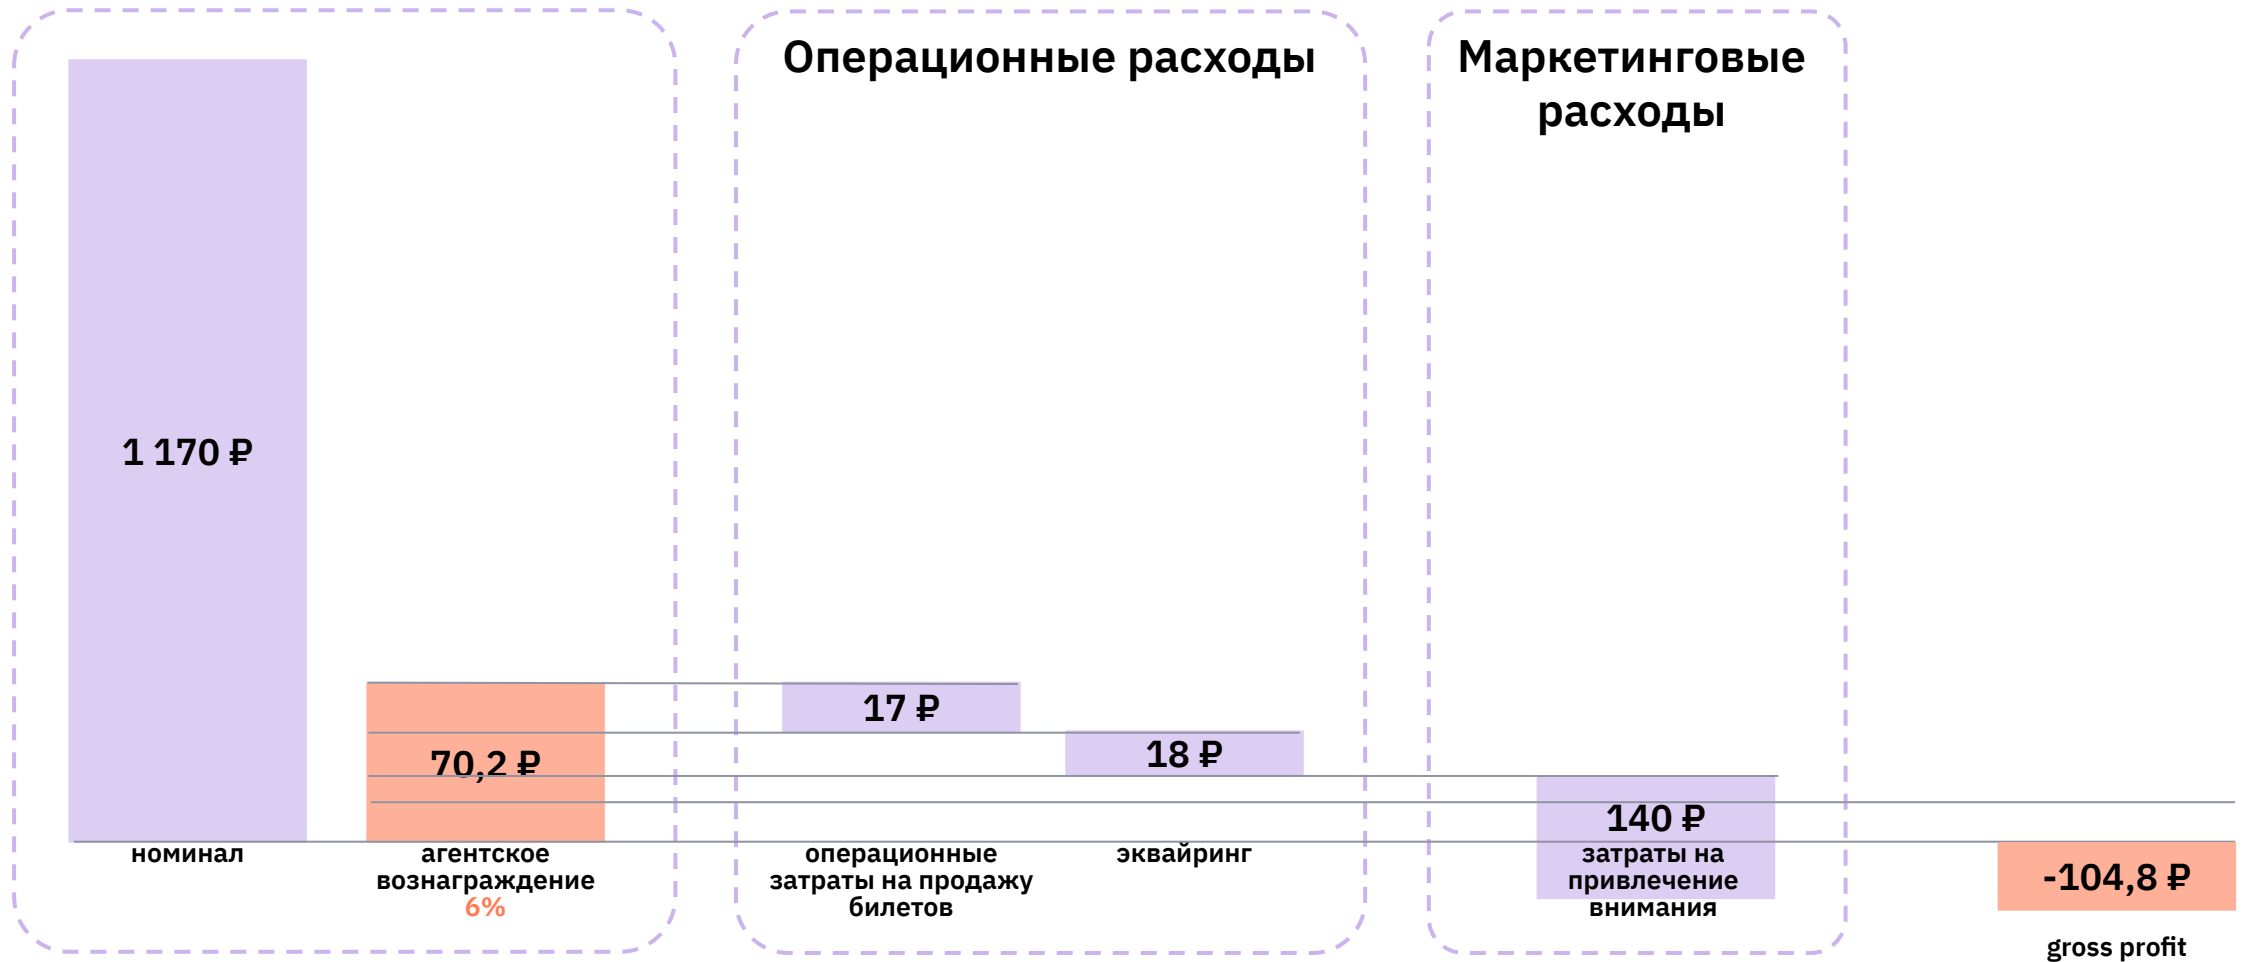 Операционные расходы
Маркетинговые
расходы
1 170 ₽
70,2 ₽
17 ₽
18 ₽
140 ₽
-104,8 ₽
номинал
агентское
вознаграждение
6%
операционные
затраты на продажу
билетов
эквайринг
затраты на
привлечение
внимания
gross profit